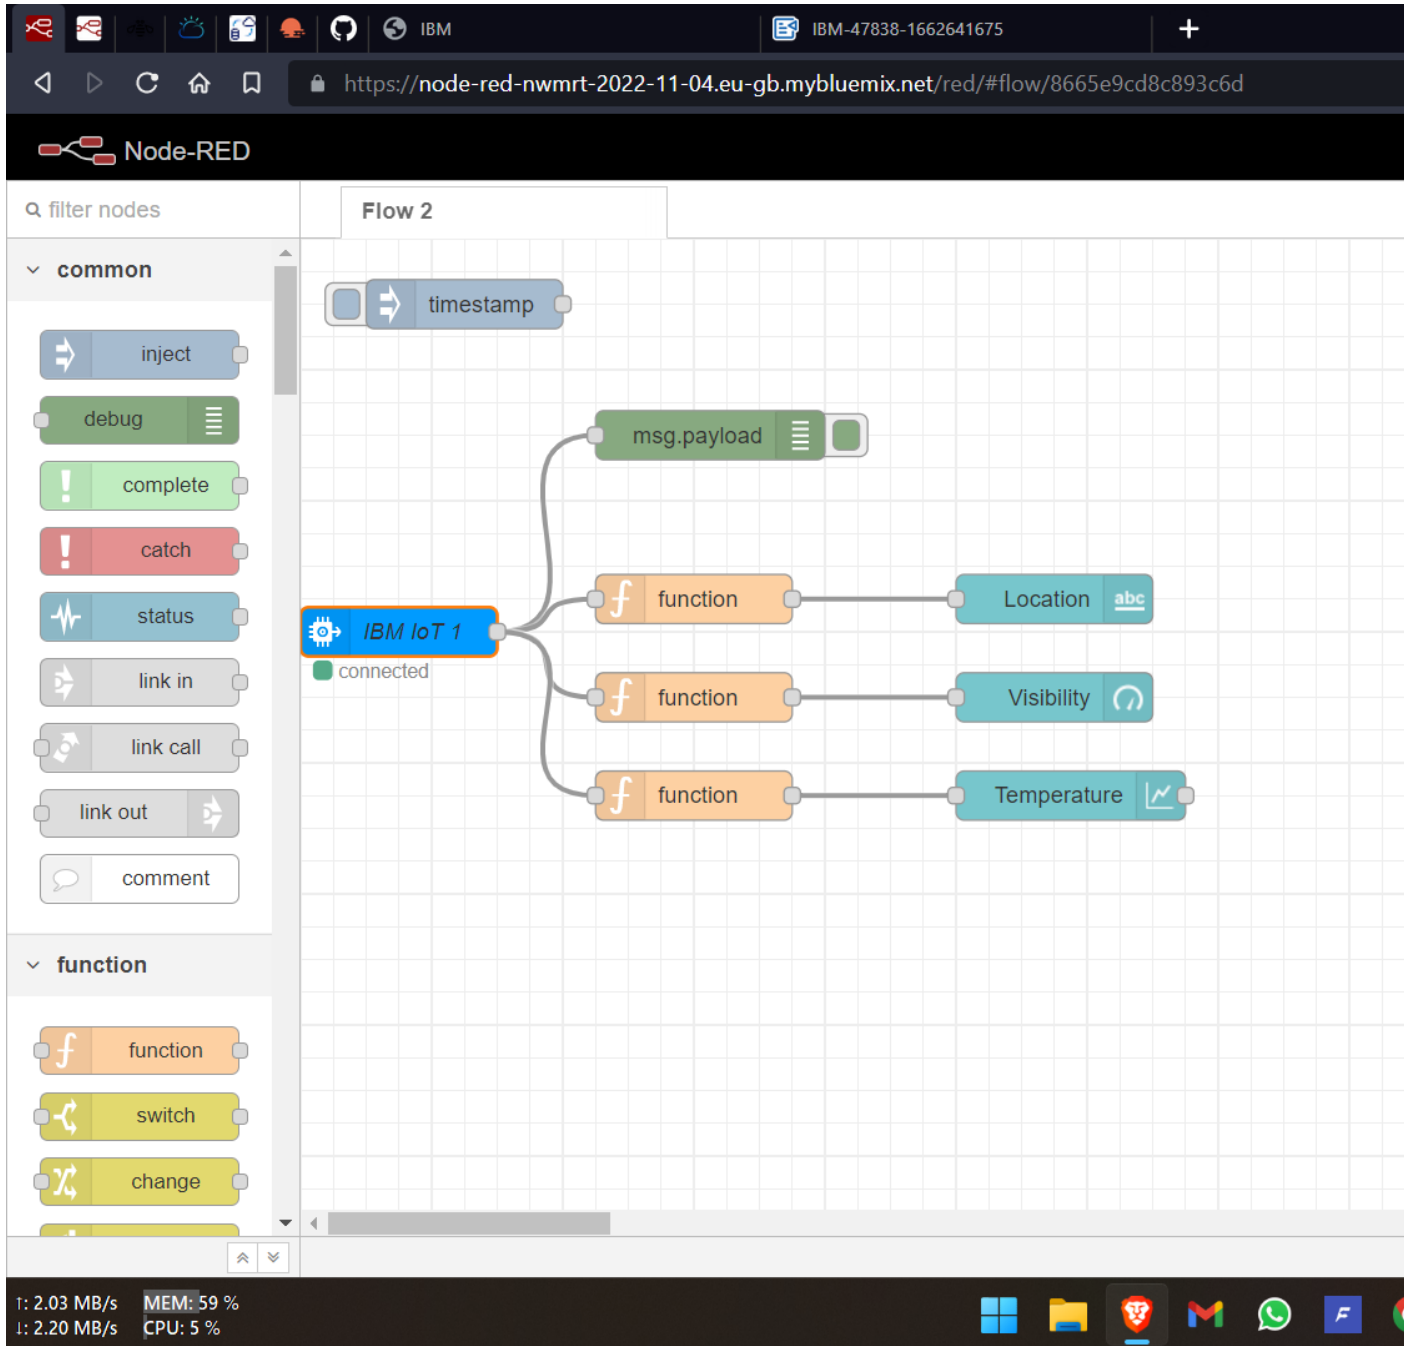 IBM
IBM-47838-1662641675
https://node-red-nwmrt-2022-11-04.eu-gb.mybluemix.net/red/#flow/8665e9cd8c893c6d
Node-RED
filter nodes
Flow 2
common
inject
debug
complete
catch
status
link in
link call
link out
comment
function
function
switch
change
timestamp
msg.payload
IBM IoT 1
connected
function
Location
abc
function
Visibility
function
Temperature
↑: 2.03 MB/s
MEM: 59 %
↓: 2.20 MB/s
CPU: 5 %
F